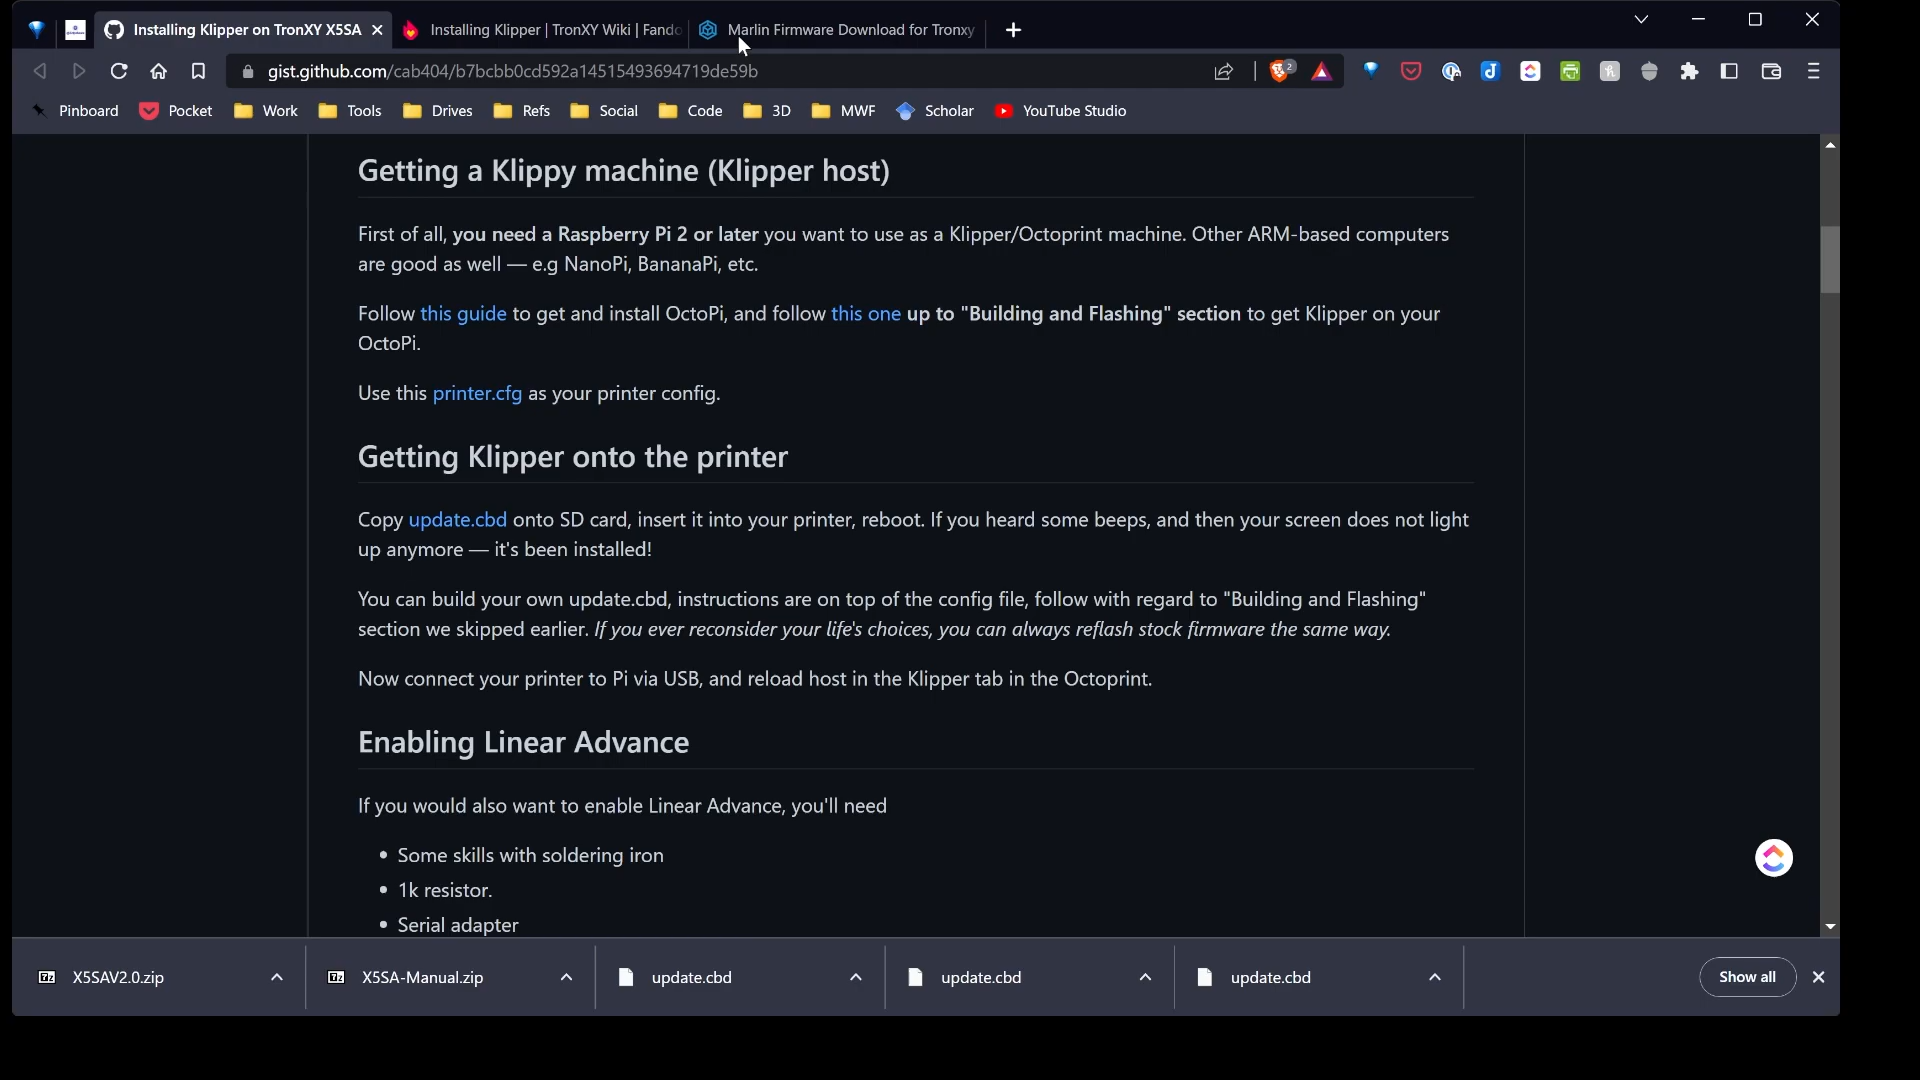 Installing Klipper on TronXY X5SA
Installing Klipper | TronXY Wiki | Fando
Marlin Firmware Download for Tronxy
gist.github.com/cab404/b7bcbb0cd592a14515493694719de59b
2
Pinboard
Pocket
Work
Tools
Drives
Refs
Social
Code
3D
MWF
Scholar
YouTube Studio
Getting a Klippy machine (Klipper host)
First of all, you need a Raspberry Pi 2 or later you want to use as a Klipper/Octoprint machine. Other ARM-based computers
are good as well — e.g NanoPi, BananaPi, etc.
Follow this guide to get and install OctoPi, and follow this one up to "Building and Flashing" section to get Klipper on your
OctoPi.
Use this printer.cfg as your printer config.
Getting Klipper onto the printer
Copy update.cbd onto SD card, insert it into your printer, reboot. If you heard some beeps, and then your screen does not light
up anymore — it's been installed!
You can build your own update.cbd, instructions are on top of the config file, follow with regard to "Building and Flashing"
section we skipped earlier. If you ever reconsider your life's choices, you can always reflash stock firmware the same way.
Now connect your printer to Pi via USB, and reload host in the Klipper tab in the Octoprint.
Enabling Linear Advance
If you would also want to enable Linear Advance, you'll need
• Some skills with soldering iron
• 1k resistor.
• Serial adapter
X5SAV2.0.zip
X5SA-Manual.zip
update.cbd
update.cbd
update.cbd
Show all